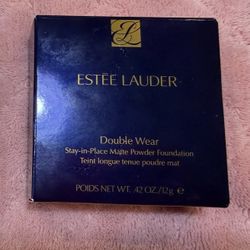 ESTĒE LAUDER
Double Wear
Stay-in-Place Matte Powder Foundation
Teint longue tenue poudre mat
POIDS NET WT. .42 OZ./12g ℮